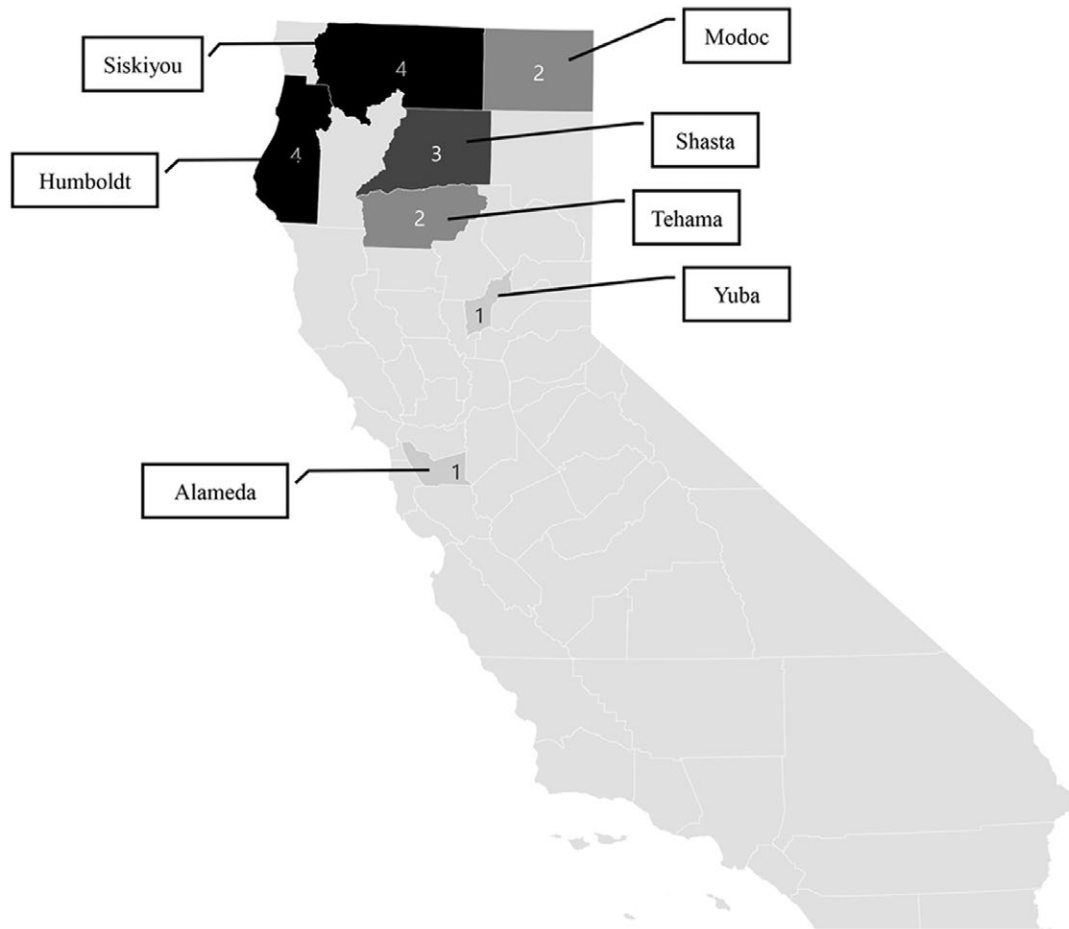 Modoc
Siskiyou
4
2
Shasta
3
4
Humboldt
2
Tehama
Yuba
1
1
Alameda